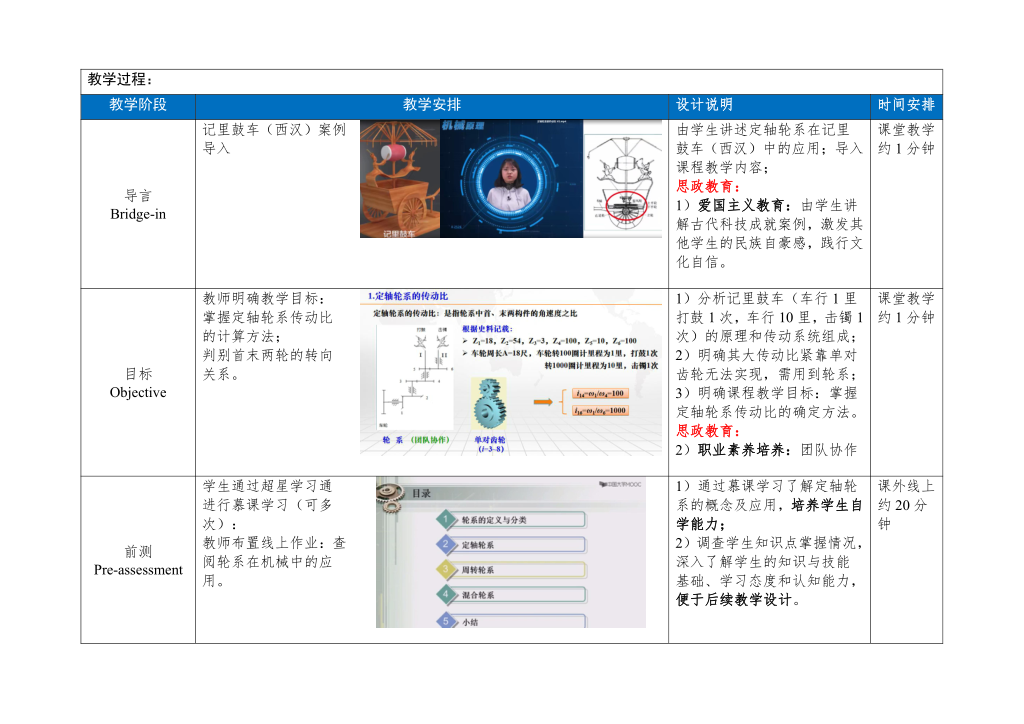 教学过程：
教学阶段 教学安排 设计说明 时间安排
导言
Bridge-in
记里鼓车（西汉）案例
导入
记里鼓车
机械原理
由学生讲述定轴轮系在记里
鼓车（西汉）中的应用；导入
课程教学内容；
思政教育：
1）爱国主义教育：由学生讲
解古代科技成就案例，激发其
他学生的民族自豪感，践行文
化自信。
课堂教学
约 1 分钟
目标
Objective
教师明确教学目标：
掌握定轴轮系传动比
的计算方法；
判别首末两轮的转向
关系。
1.定轴轮系的传动比
定轴轮系的传动比：是指轮系中首、末两构件的角速度之比
根据史料记载：
➢ Z₁=18，Z₂=54，Z₃=3，Z₄=100，Z₅=10，Z₆=100
➢ 车轮周长A=18尺，车轮转100圈计里程为1里，打鼓1次
转1000圈计里程为10里，击镯1次
I II
i₁₄=ω₁/ω₄=100
i₁₆=ω₁/ω₆=1000
轮 系 （团队协作）
单对齿轮
（i=3~8）
1）分析记里鼓车（车行 1 里
打鼓 1 次，车行 10 里，击镯 1
次）的原理和传动系统组成；
2）明确其大传动比紧靠单对
齿轮无法实现，需用到轮系；
3）明确课程教学目标：掌握
定轴轮系传动比的确定方法。
思政教育：
2）职业素养培养：团队协作
课堂教学
约 1 分钟
前测
Pre-assessment
学生通过超星学习通
进行慕课学习（可多
次）：
教师布置线上作业：查
阅轮系在机械中的应
用。
目录
中国大学MOOC
1 轮系的定义与分类
2 定轴轮系
3 周转轮系
4 混合轮系
5 小结
1）通过慕课学习了解定轴轮
系的概念及应用，培养学生自
学能力；
2）调查学生知识点掌握情况，
深入了解学生的知识与技能
基础、学习态度和认知能力，
便于后续教学设计。
课外线上
约 20 分
钟